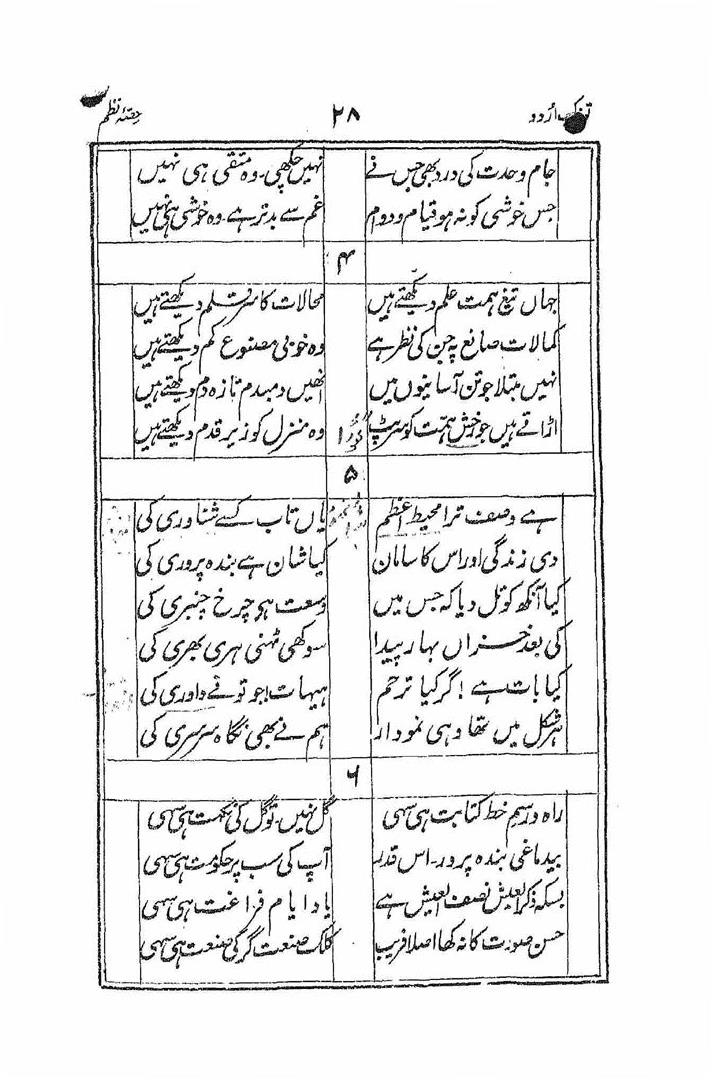 تزک اردو ۲۸ حصۂ نظم
جام وحدت کی درد بھی جس نے نہیں چکھی۔ وہ متقی ہی نہیں
جس خوشی کو نہ ہو قیام و دوام غم سے بدتر ہے۔ وہ خوشی ہی نہیں
۴
جہاں تیغ ہمت علم دیکھتے ہیں محالات کا سر قلم دیکھتے ہیں
کمالات صانع پہ جن کی نظر ہے وہ خوبی مصنوع کم دیکھتے ہیں
نہیں مبتلا جو تن آسانیوں میں انھیں دمبدم تازہ دم دیکھتے ہیں
اڑاتے ہیں جو رخش ہمت کو سرپٹ وہ منزل کو زیر قدم دیکھتے ہیں
۵
ہے وصف ترا محیط اعظم یاں تاب کسے شناوری کی
دی زندگی اور اس کا سامان کیا شان ہے بندہ پروری کی
کیا آنکھ کو تل دیا کہ جس میں وسعت ہو چرخ چنبری کی
کی بعد خزاں بہار پیدا سوکھی ٹہنی ہری بھری کی
کیا بات ہے! اگر کیا ترحم ہیہات! جو تو نے داوری کی
ہر شکل میں تھا وہی نمودار ہم نے بھی نگاہ سرسری کی
۶
راہ و رسم خط کتابت ہی سہی گل نہیں۔ تو گل کی نکہت ہی سہی
بیدماغی بندہ پرور۔ اس قدر آپ کی سب پر حکومت ہی سہی
بسکہ ذکر العیش نصف العیش ہے یاد ایام فراغت ہی سہی
حسن صورت کا نہ کھا اصلا فریب کلک صنعت گر کی صنعت ہی سہی